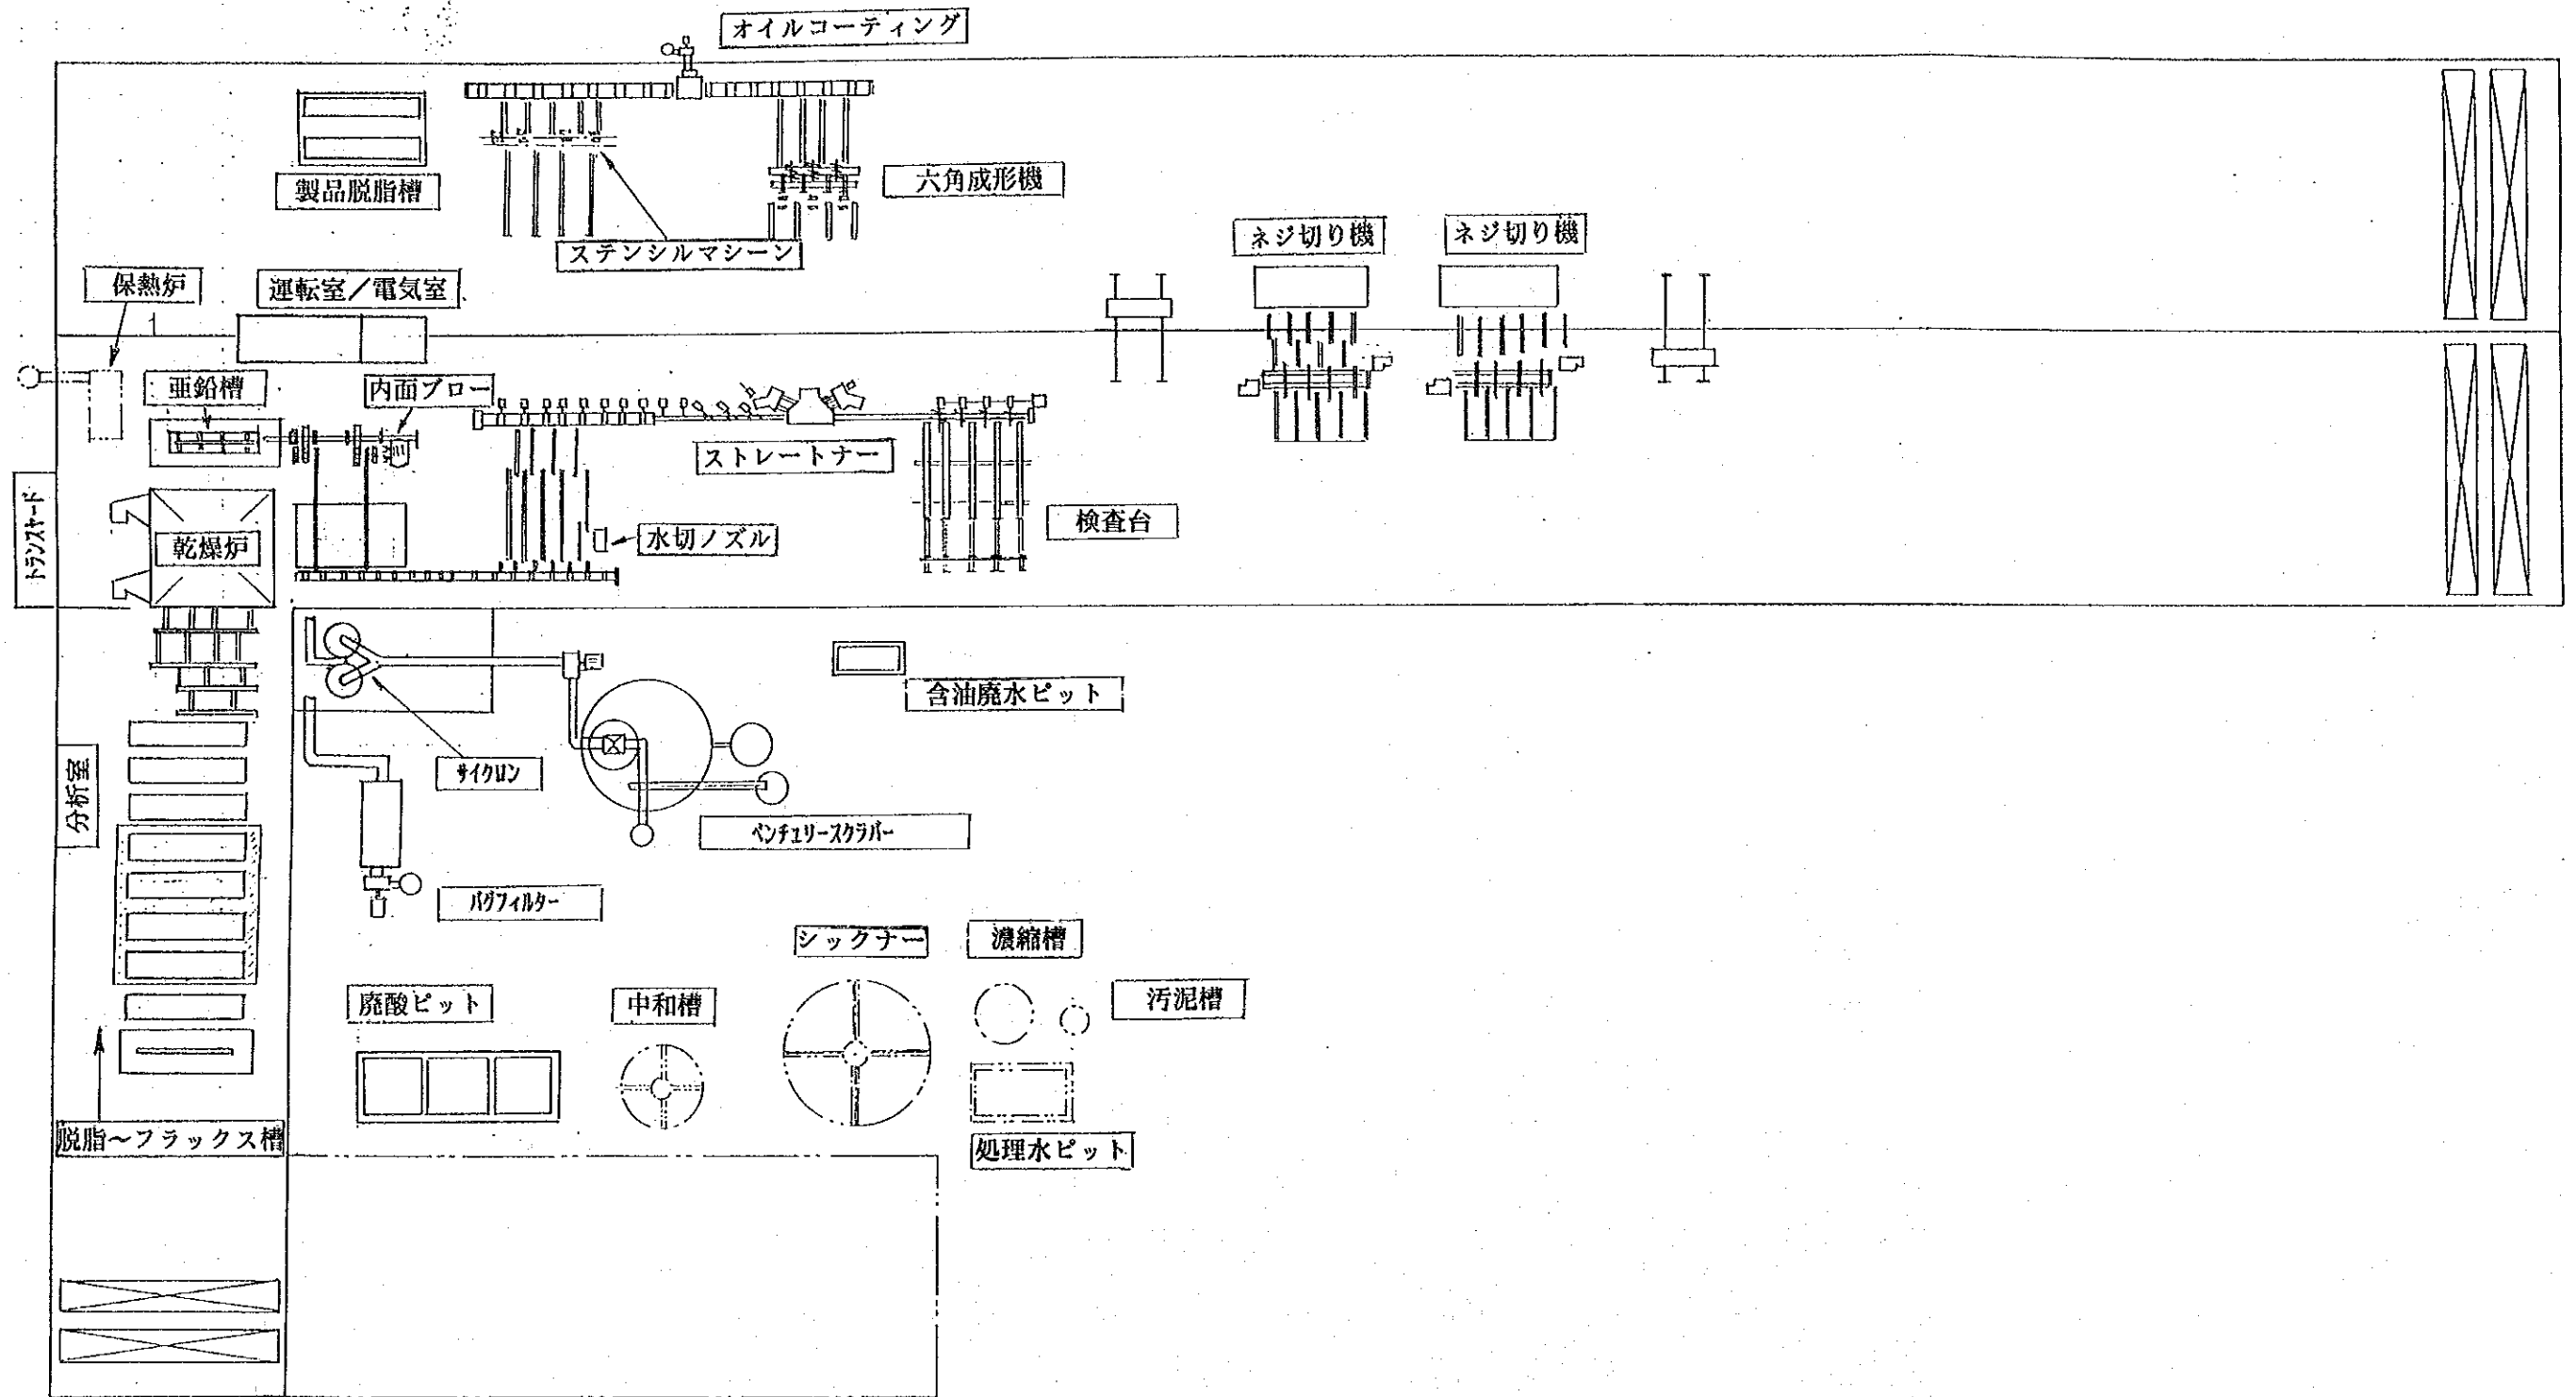 オイルコーティング
製品脱脂槽
六角成形機
ステンシルマシーン
ネジ切り機
ネジ切り機
保熱炉
運転室／電気室
亜鉛槽
内面ブロー
ストレートナー
トランスヤード
乾燥炉
水切ノズル
検査台
含油廃水ピット
分析室
サイクロン
ベンチュリースクラバー
バグフィルター
シックナー
濃縮槽
廃酸ピット
中和槽
汚泥槽
脱脂～フラックス槽
処理水ピット